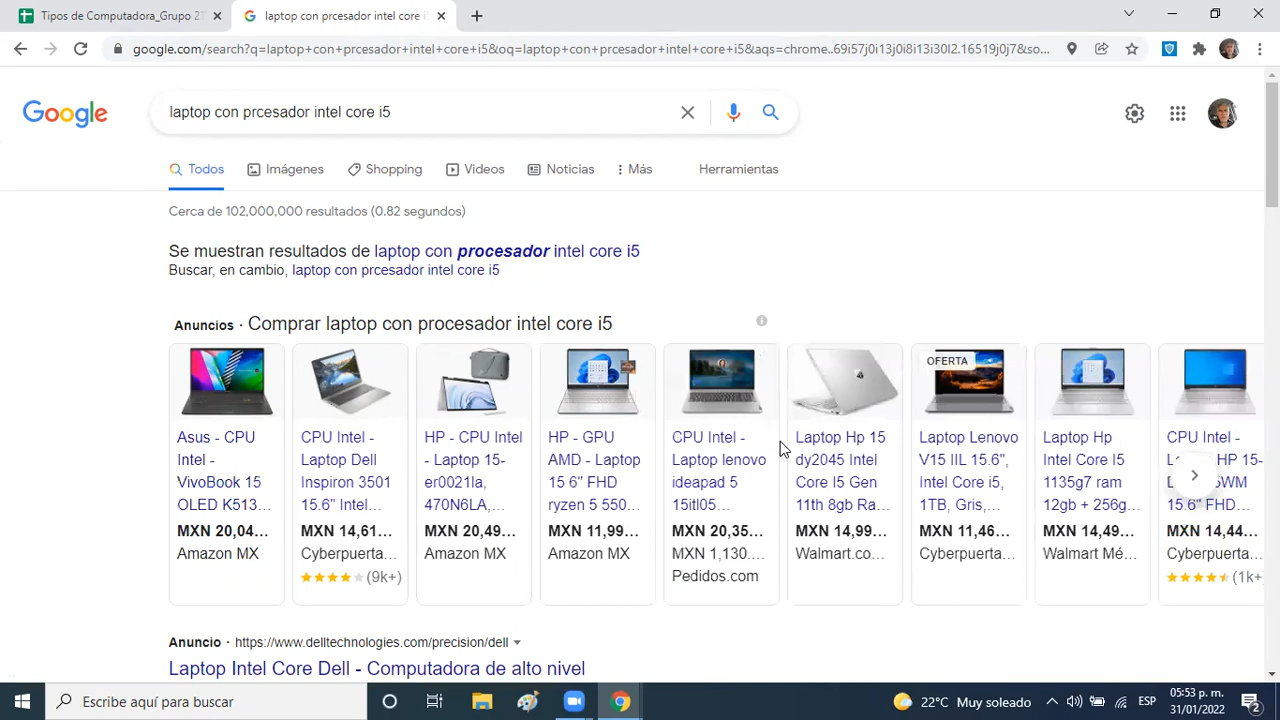 Tipos de Computadora_Grupo 2T
laptop con prcesador intel core i5
google.com/search?q=laptop+con+prcesador+intel+core+i5&oq=laptop+con+prcesador+intel+core+i5&aqs=chrome..69i57j0i13j0i8i13i30l2.16519j0j7&so...
Google
laptop con prcesador intel core i5
Todos
Imágenes
Shopping
Videos
Noticias
Más
Herramientas
Cerca de 102,000,000 resultados (0.82 segundos)
Se muestran resultados de laptop con procesador intel core i5
Buscar, en cambio, laptop con prcesador intel core i5
Anuncios · Comprar laptop con procesador intel core i5
Asus - CPU
Intel -
VivoBook 15
OLED K513...
MXN 20,04...
Amazon MX
CPU Intel -
Laptop Dell
Inspiron 3501
15.6" Intel...
MXN 14,61...
Cyberpuerta...
(9k+)
HP - CPU Intel
- Laptop 15-
er0021la,
470N6LA,...
MXN 20,49...
Amazon MX
HP - GPU
AMD - Laptop
15 6" FHD
ryzen 5 550...
MXN 11,99...
Amazon MX
CPU Intel -
Laptop lenovo
ideapad 5
15itl05...
MXN 20,35...
MXN 1,130....
Pedidos.com
Laptop Hp 15
dy2045 Intel
Core I5 Gen
11th 8gb Ra...
MXN 14,99...
Walmart.co...
OFERTA
Laptop Lenovo
V15 IIL 15.6",
Intel Core i5,
1TB, Gris,...
MXN 11,46...
Cyberpuerta...
Laptop Hp
Intel Core I5
1135g7 ram
12gb + 256g...
MXN 14,49...
Walmart Mé...
CPU Intel -
Laptop HP 15-
15.6" FHD...
MXN 14,44...
Cyberpuerta...
(1k+)
Anuncio · https://www.delltechnologies.com/precision/dell
Laptop Intel Core Dell - Computadora de alto nivel
Escribe aquí para buscar
22°C Muy soleado
ESP
05:53 p. m.
31/01/2022
2